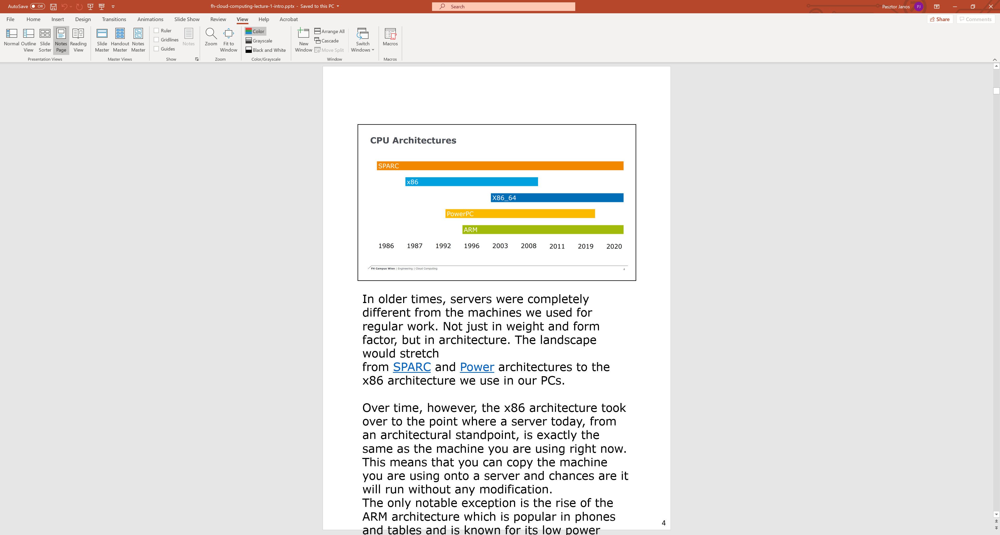 AutoSave Off
fh-cloud-computing-lecture-1-intro.pptx - Saved to this PC
Search
Pasztor Janos PJ
File Home Insert Design Transitions Animations Slide Show Review View Help Acrobat
Share Comments
Normal
Outline View
Slide Sorter
Notes Page
Reading View
Presentation Views
Slide Master
Handout Master
Notes Master
Master Views
Ruler
Gridlines
Guides
Notes
Show
Zoom
Fit to Window
Zoom
Color
Grayscale
Black and White
Color/Grayscale
New Window
Arrange All
Cascade
Move Split
Switch Windows
Window
Macros
Macros
CPU Architectures
SPARC
x86
X86_64
PowerPC
ARM
1986 1987 1992 1996 2003 2008 2011 2019 2020
FH Campus Wien | Engineering | Cloud Computing
4
In older times, servers were completely
different from the machines we used for
regular work. Not just in weight and form
factor, but in architecture. The landscape
would stretch
from SPARC and Power architectures to the
x86 architecture we use in our PCs.
Over time, however, the x86 architecture took
over to the point where a server today, from
an architectural standpoint, is exactly the
same as the machine you are using right now.
This means that you can copy the machine
you are using onto a server and chances are it
will run without any modification.
The only notable exception is the rise of the
ARM architecture which is popular in phones
and tables and is known for its low power
4